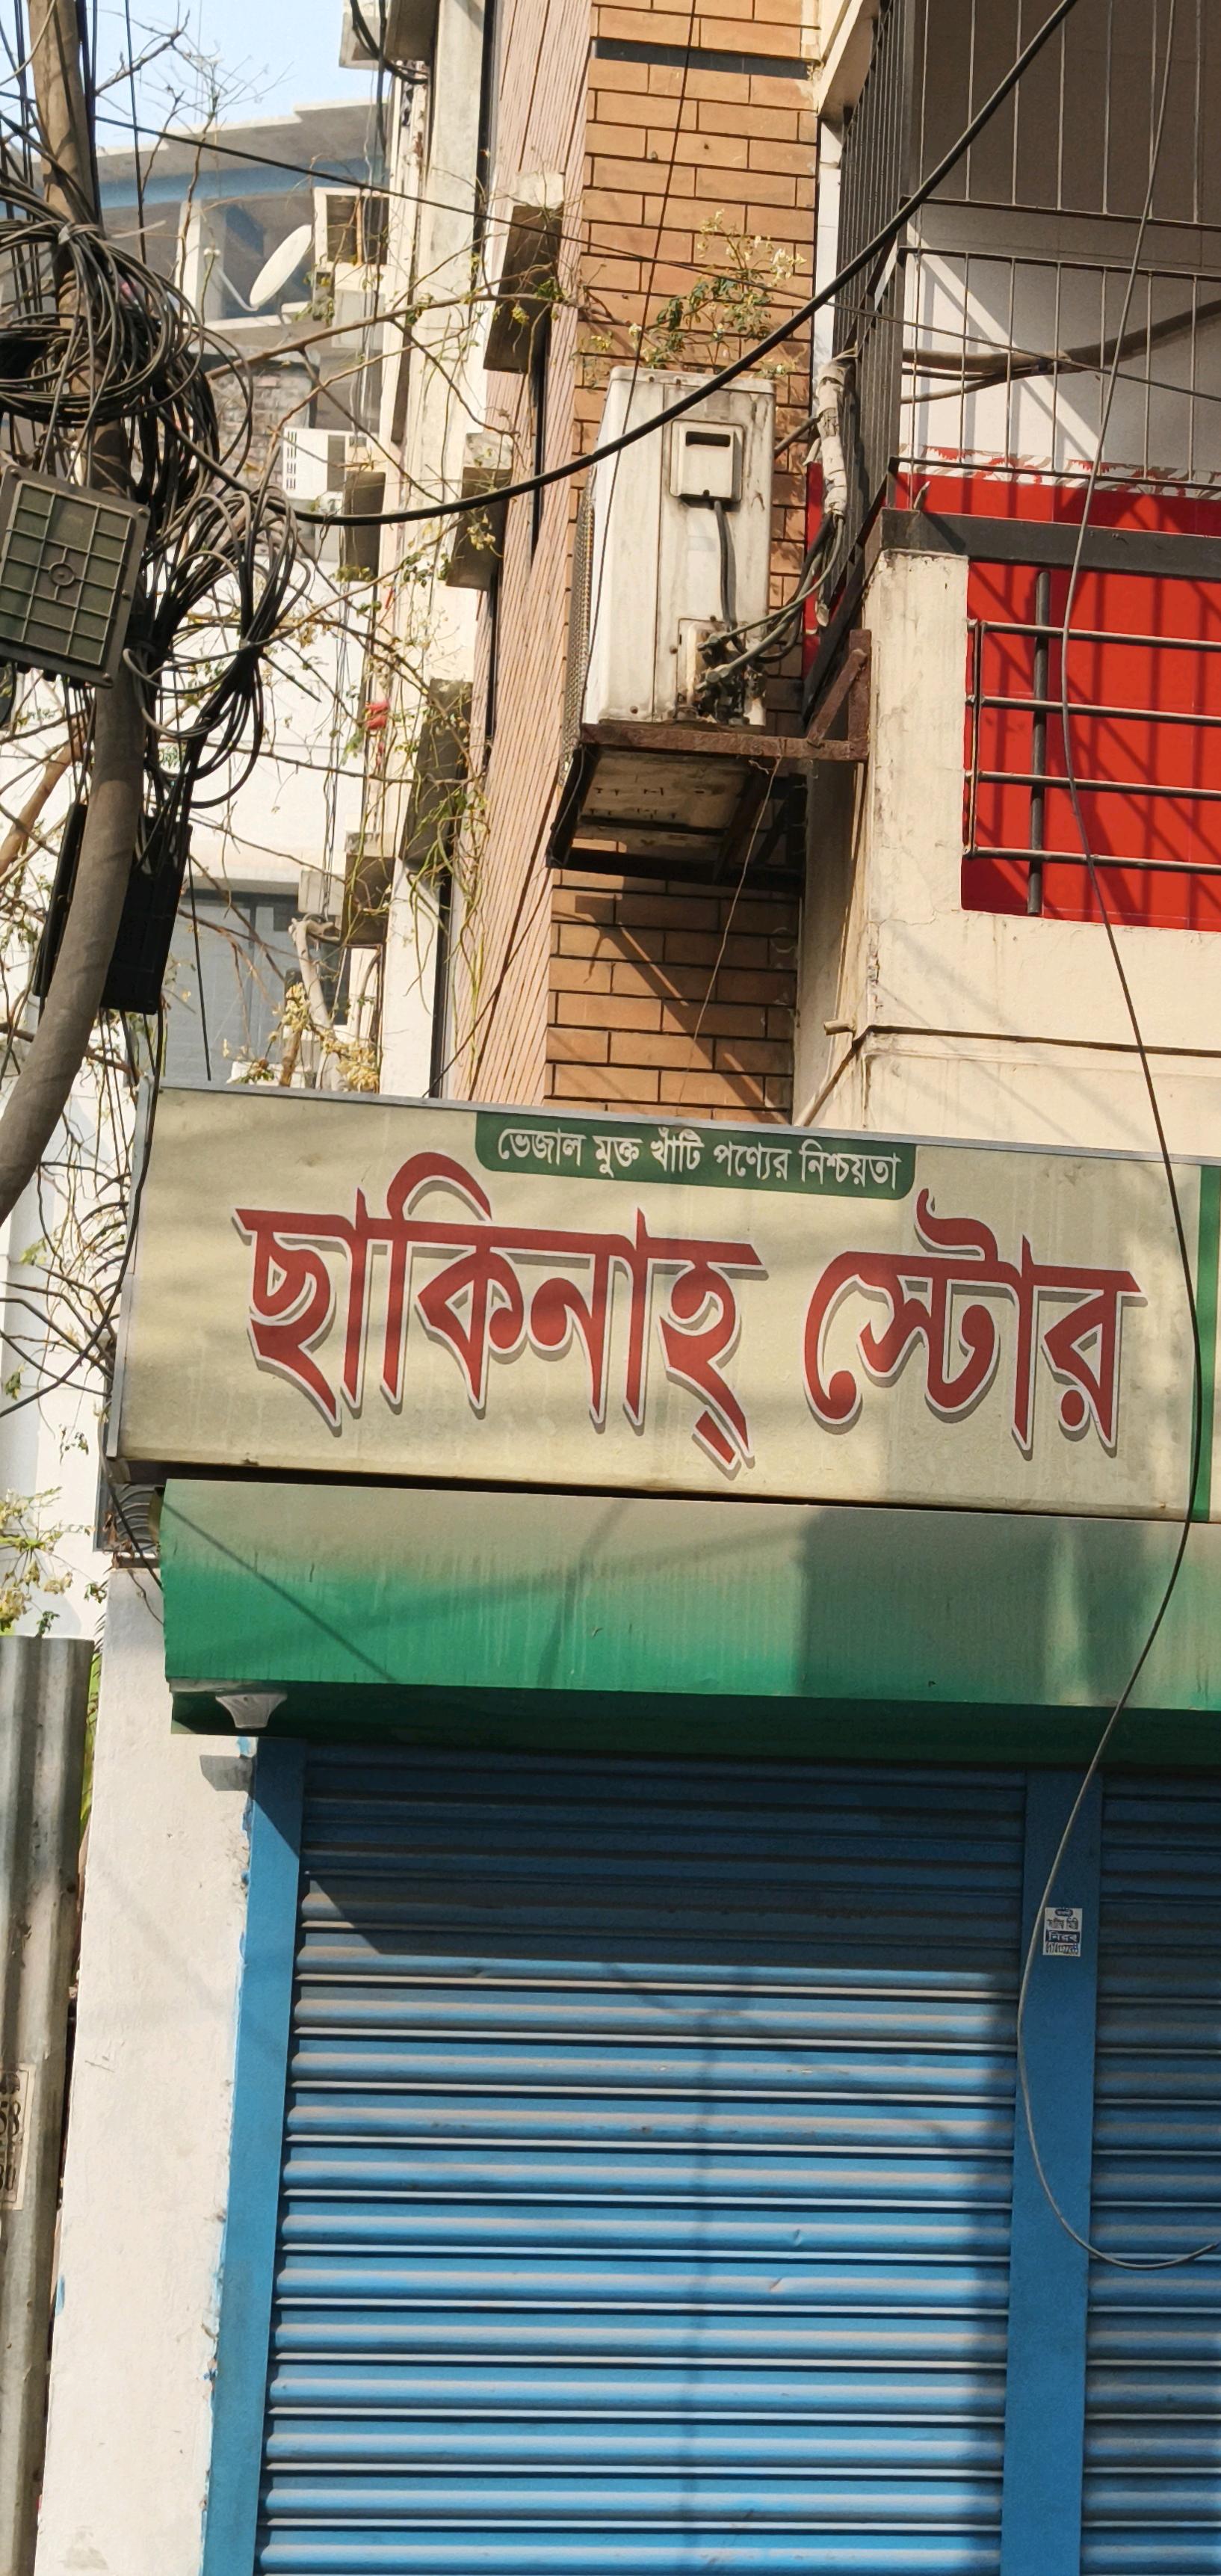 ভেজাল মুক্ত খাঁটি পণ্যের নিশ্চয়তা
ছাকিনাহ্ স্টোর